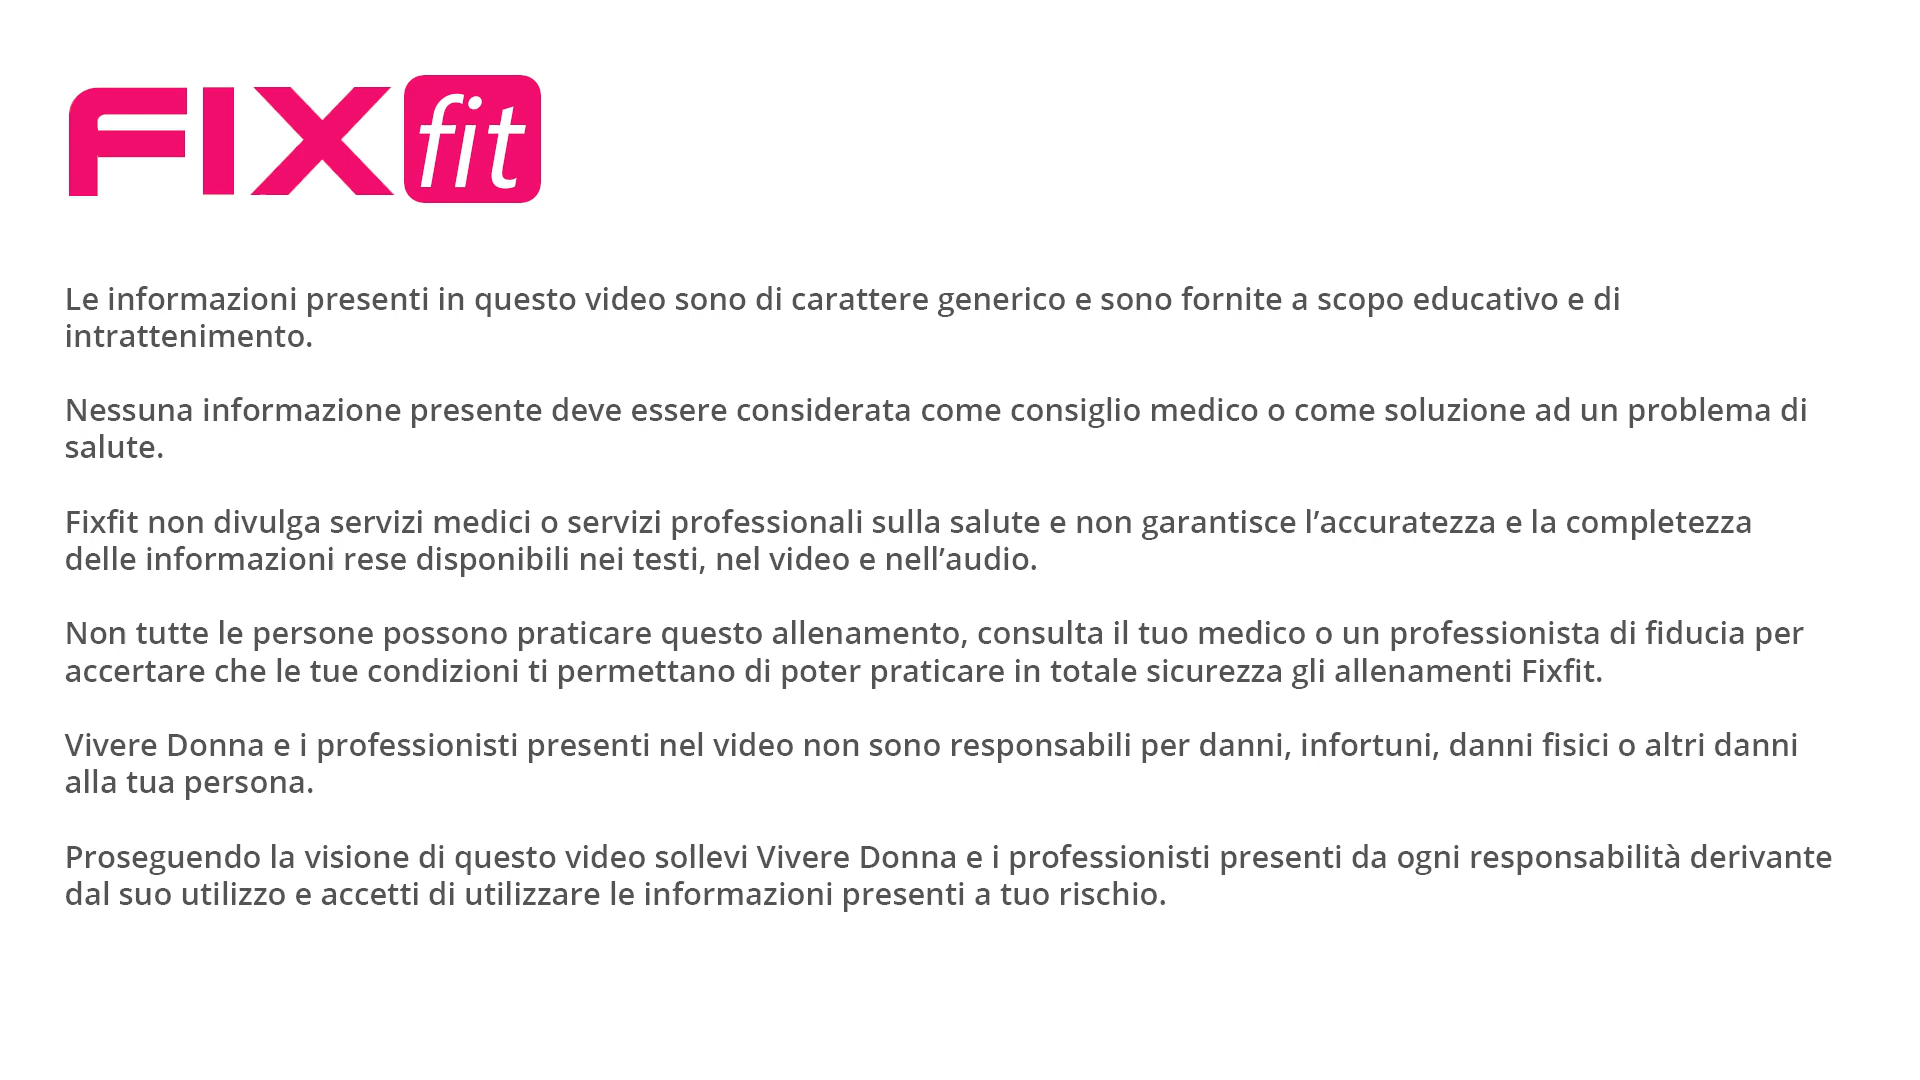 FIXfit
Le informazioni presenti in questo video sono di carattere generico e sono fornite a scopo educativo e di
intrattenimento.
Nessuna informazione presente deve essere considerata come consiglio medico o come soluzione ad un problema di
salute.
Fixfit non divulga servizi medici o servizi professionali sulla salute e non garantisce l’accuratezza e la completezza
delle informazioni rese disponibili nei testi, nel video e nell’audio.
Non tutte le persone possono praticare questo allenamento, consulta il tuo medico o un professionista di fiducia per
accertare che le tue condizioni ti permettano di poter praticare in totale sicurezza gli allenamenti Fixfit.
Vivere Donna e i professionisti presenti nel video non sono responsabili per danni, infortuni, danni fisici o altri danni
alla tua persona.
Proseguendo la visione di questo video sollevi Vivere Donna e i professionisti presenti da ogni responsabilità derivante
dal suo utilizzo e accetti di utilizzare le informazioni presenti a tuo rischio.